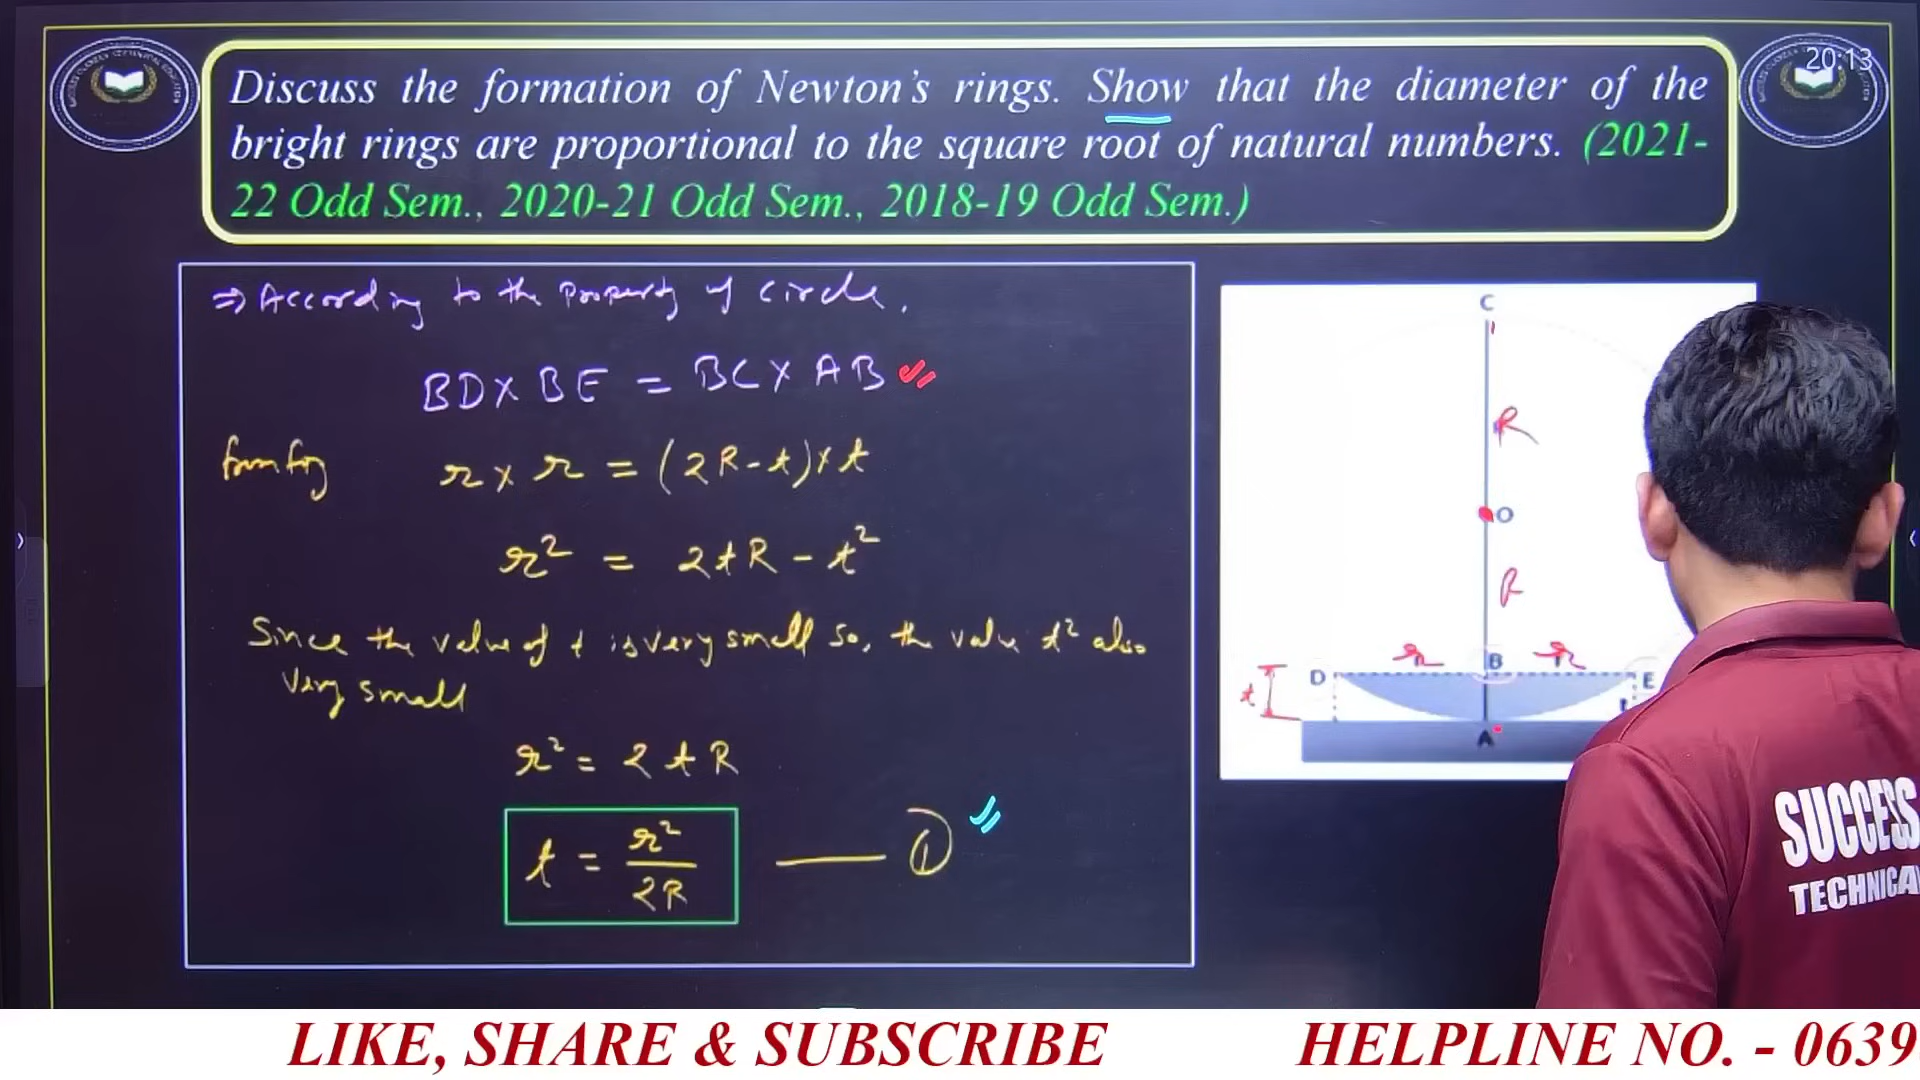 20:13
Discuss the formation of Newton's rings. Show that the diameter of the
bright rings are proportional to the square root of natural numbers. (2021-
22 Odd Sem., 2020-21 Odd Sem., 2018-19 Odd Sem.)
⇒ According to the Property of circle.
BD × BE = BC × AB
r × r = (2R-t) × t
r² = 2tR - t²
Since the value of t is very small so, the value t² also
very small
r² = 2tR
t = r²/2R —— ①
C
R
O
R
r B r
D E
t t
A
SUCCESS
TECHNICA
LIKE, SHARE & SUBSCRIBE HELPLINE NO. - 0639